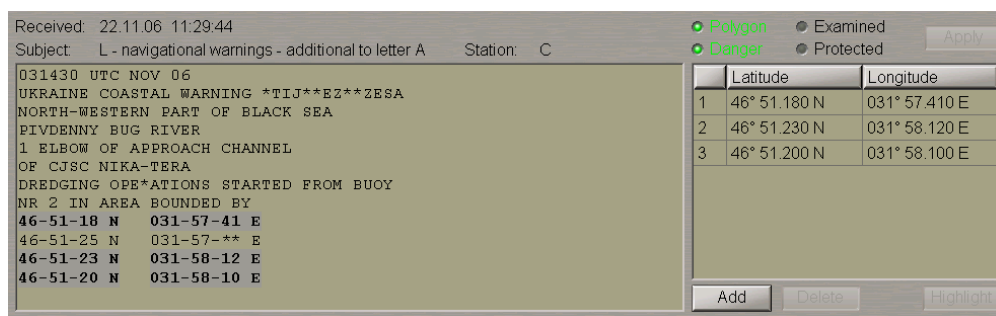 Received: 22.11.06 11:29:44
Subject: L - navigational warnings - additional to letter A Station: C
Polygon Examined
Danger Protected
Apply
031430 UTC NOV 06
UKRAINE COASTAL WARNING *TIJ**EZ**ZESA
NORTH-WESTERN PART OF BLACK SEA
PIVDENNY BUG RIVER
1 ELBOW OF APPROACH CHANNEL
OF CJSC NIKA-TERA
DREDGING OPE*ATIONS STARTED FROM BUOY
NR 2 IN AREA BOUNDED BY
46-51-18 N 031-57-41 E
46-51-25 N 031-57-** E
46-51-23 N 031-58-12 E
46-51-20 N 031-58-10 E
Latitude Longitude
1 46° 51.180 N 031° 57.410 E
2 46° 51.230 N 031° 58.120 E
3 46° 51.200 N 031° 58.100 E
Add Delete Highlight